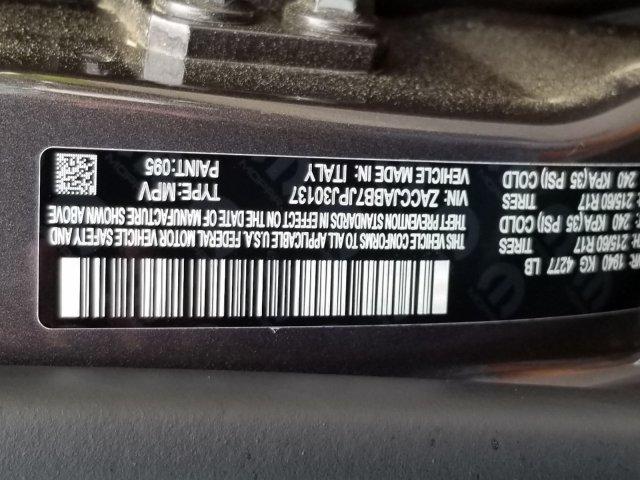 R: 1940 KG 4277 LB
: 215/60 R17 TIRES
: 240 KPA(35 PSI) COLD
: 215/60 R17 TIRES
240 KPA(35 PSI) COLD
THIS VEHICLE CONFORMS TO ALL APPLICABLE U.S.A. FEDERAL MOTOR VEHICLE SAFETY AND
THEFT PREVENTION STANDARDS IN EFFECT ON THE DATE OF MANUFACTURE SHOWN ABOVE
VIN: ZACCJABB7JPJ30137 TYPE: MPV
VEHICLE MADE IN: ITALY PAINT: 095